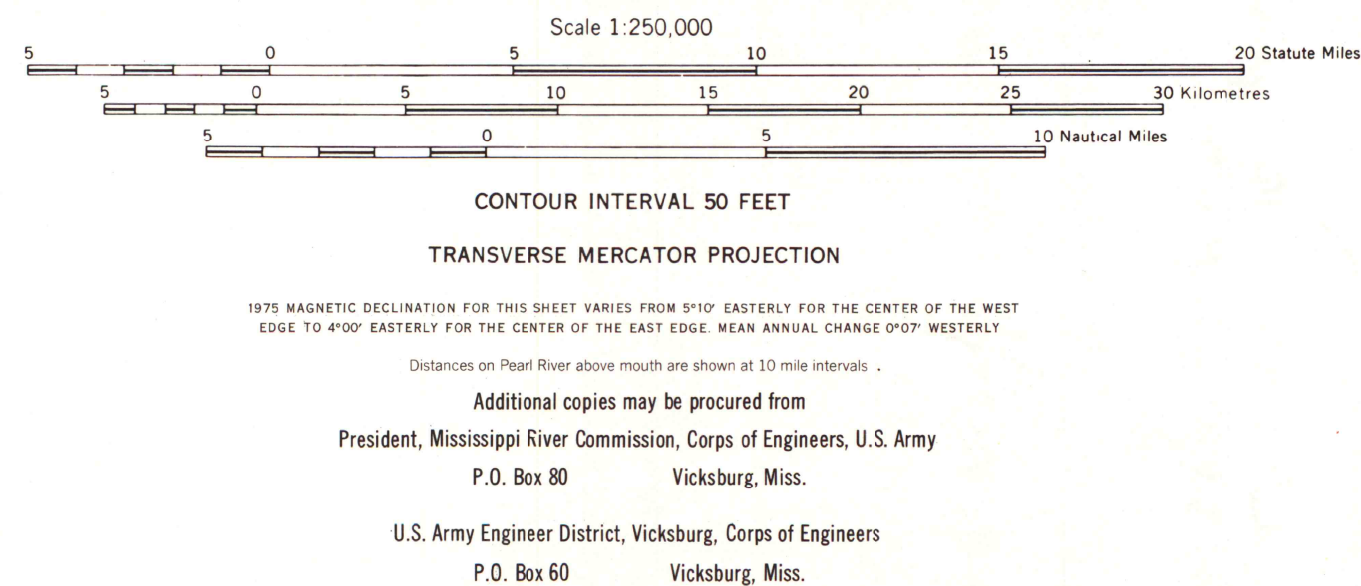 Scale 1:250,000
5 0 5 10 15 20 Statute Miles
5 0 5 10 15 20 25 30 Kilometres
5 0 5 10 Nautical Miles
CONTOUR INTERVAL 50 FEET
TRANSVERSE MERCATOR PROJECTION
1975 MAGNETIC DECLINATION FOR THIS SHEET VARIES FROM 5°10′ EASTERLY FOR THE CENTER OF THE WEST
EDGE TO 4°00′ EASTERLY FOR THE CENTER OF THE EAST EDGE. MEAN ANNUAL CHANGE 0°07′ WESTERLY
Distances on Pearl River above mouth are shown at 10 mile intervals .
Additional copies may be procured from
President, Mississippi River Commission, Corps of Engineers, U.S. Army
P.O. Box 80 Vicksburg, Miss.
U.S. Army Engineer District, Vicksburg, Corps of Engineers
P.O. Box 60 Vicksburg, Miss.